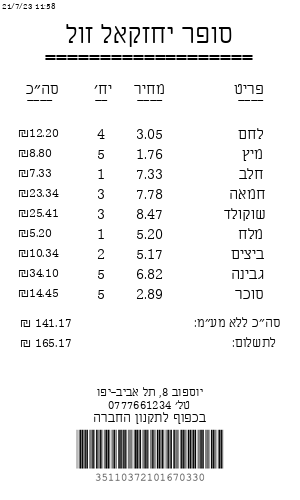 21/7/23 11:58
סופר יחזקאל זול
====================
פריט מחיר יח׳ סה״כ
---- ---- -- ----
לחם 3.05 4 ₪12.20
מיץ 1.76 5 ₪8.80
חלב 7.33 1 ₪7.33
חמאה 7.78 3 ₪23.34
שוקולד 8.47 3 ₪25.41
מלח 5.20 1 ₪5.20
ביצים 5.17 2 ₪10.34
גבינה 6.82 5 ₪34.10
סוכר 2.89 5 ₪14.45
סה״כ ללא מע״מ: 141.17 ₪
לתשלום: 165.17 ₪
יוספוב 8, תל אביב-יפו
טל׳ 0777661234
בכפוף לתקנון החברה
35110372101670330